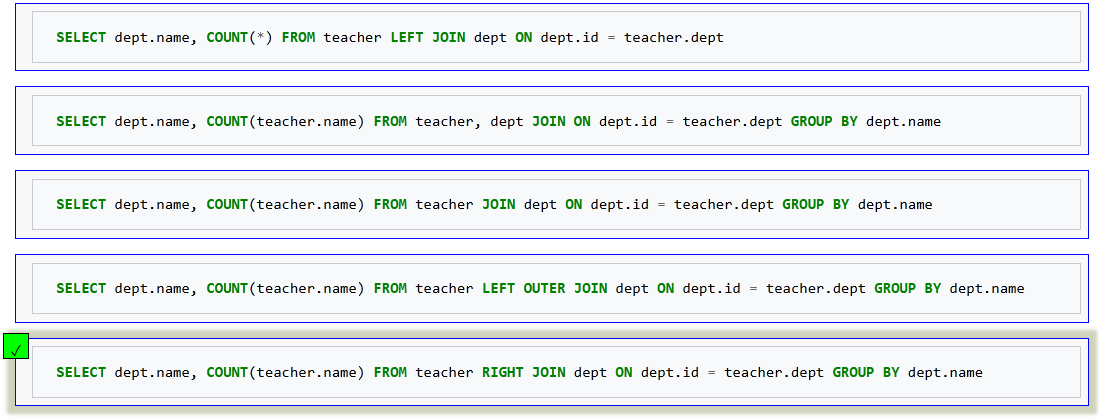 SELECT dept.name, COUNT(*) FROM teacher LEFT JOIN dept ON dept.id = teacher.dept
SELECT dept.name, COUNT(teacher.name) FROM teacher, dept JOIN ON dept.id = teacher.dept GROUP BY dept.name
SELECT dept.name, COUNT(teacher.name) FROM teacher JOIN dept ON dept.id = teacher.dept GROUP BY dept.name
SELECT dept.name, COUNT(teacher.name) FROM teacher LEFT OUTER JOIN dept ON dept.id = teacher.dept GROUP BY dept.name
✓
SELECT dept.name, COUNT(teacher.name) FROM teacher RIGHT JOIN dept ON dept.id = teacher.dept GROUP BY dept.name